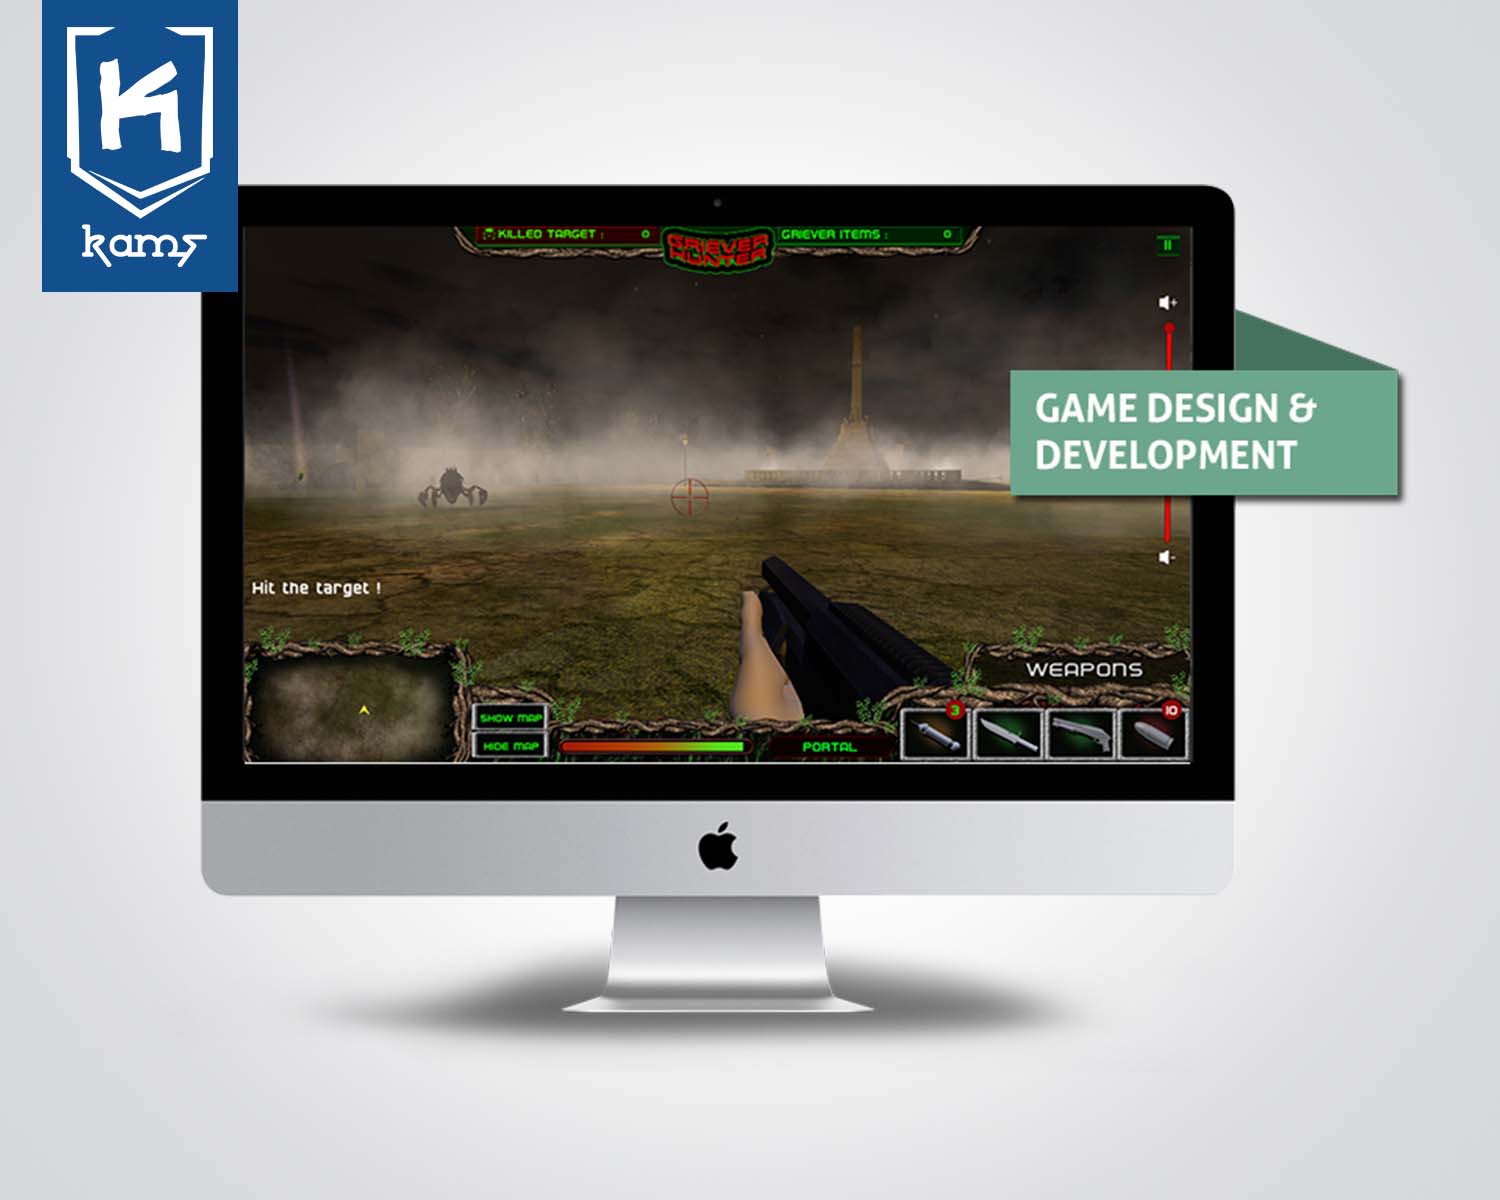 K
kams
KILLED TARGET : 0
GRIEVER HUNTER
GRIEVER ITEMS : 0
GAME DESIGN &
DEVELOPMENT
Hit the target !
WEAPONS
SHOW MAP
HIDE MAP
PORTAL
3
10